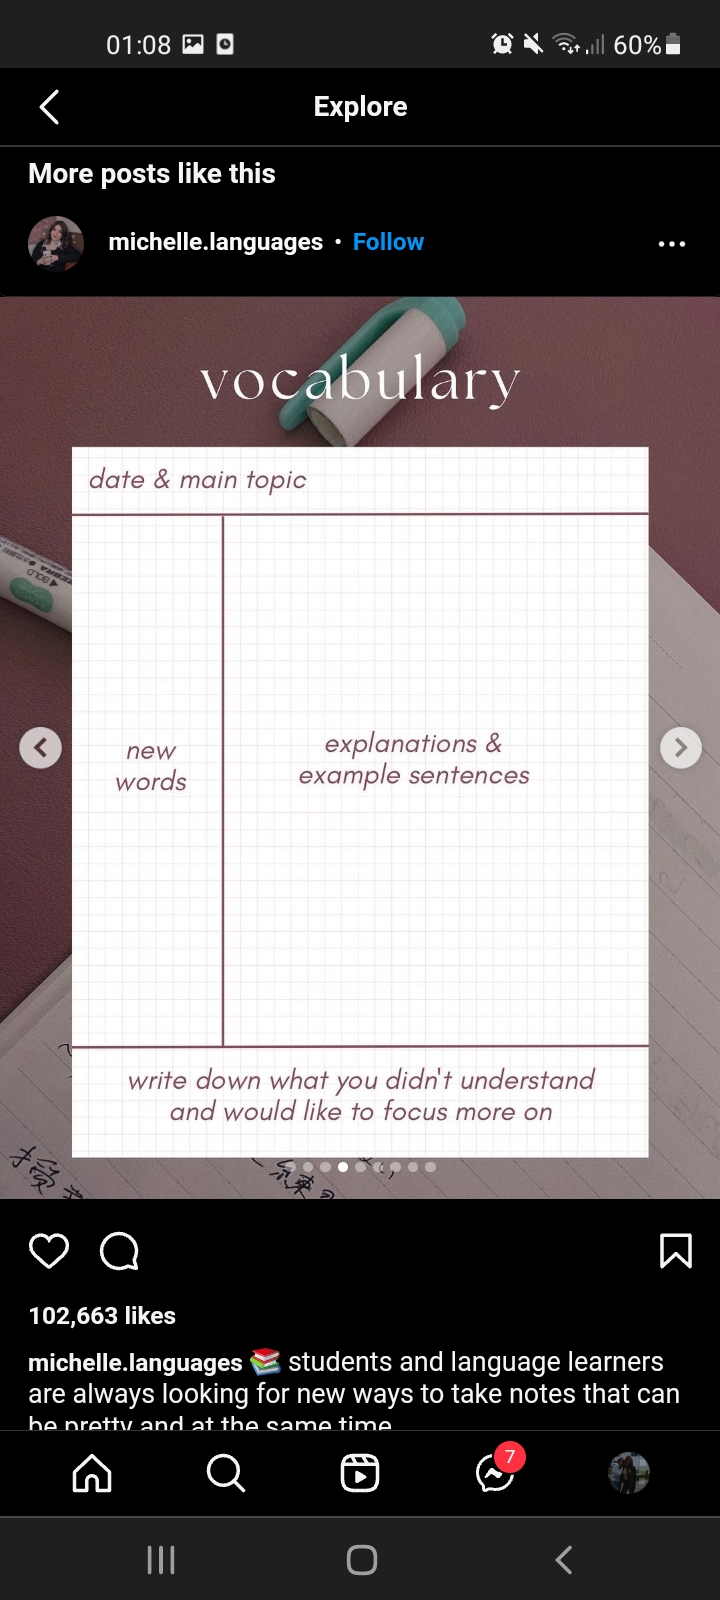 01:08
60%
Explore
More posts like this
michelle.languages • Follow
vocabulary
date & main topic
BOLD
new
words
explanations &
example sentences
write down what you didn't understand
and would like to focus more on
102,663 likes
michelle.languages 📚 students and language learners
are always looking for new ways to take notes that can
be pretty and at the same time
7